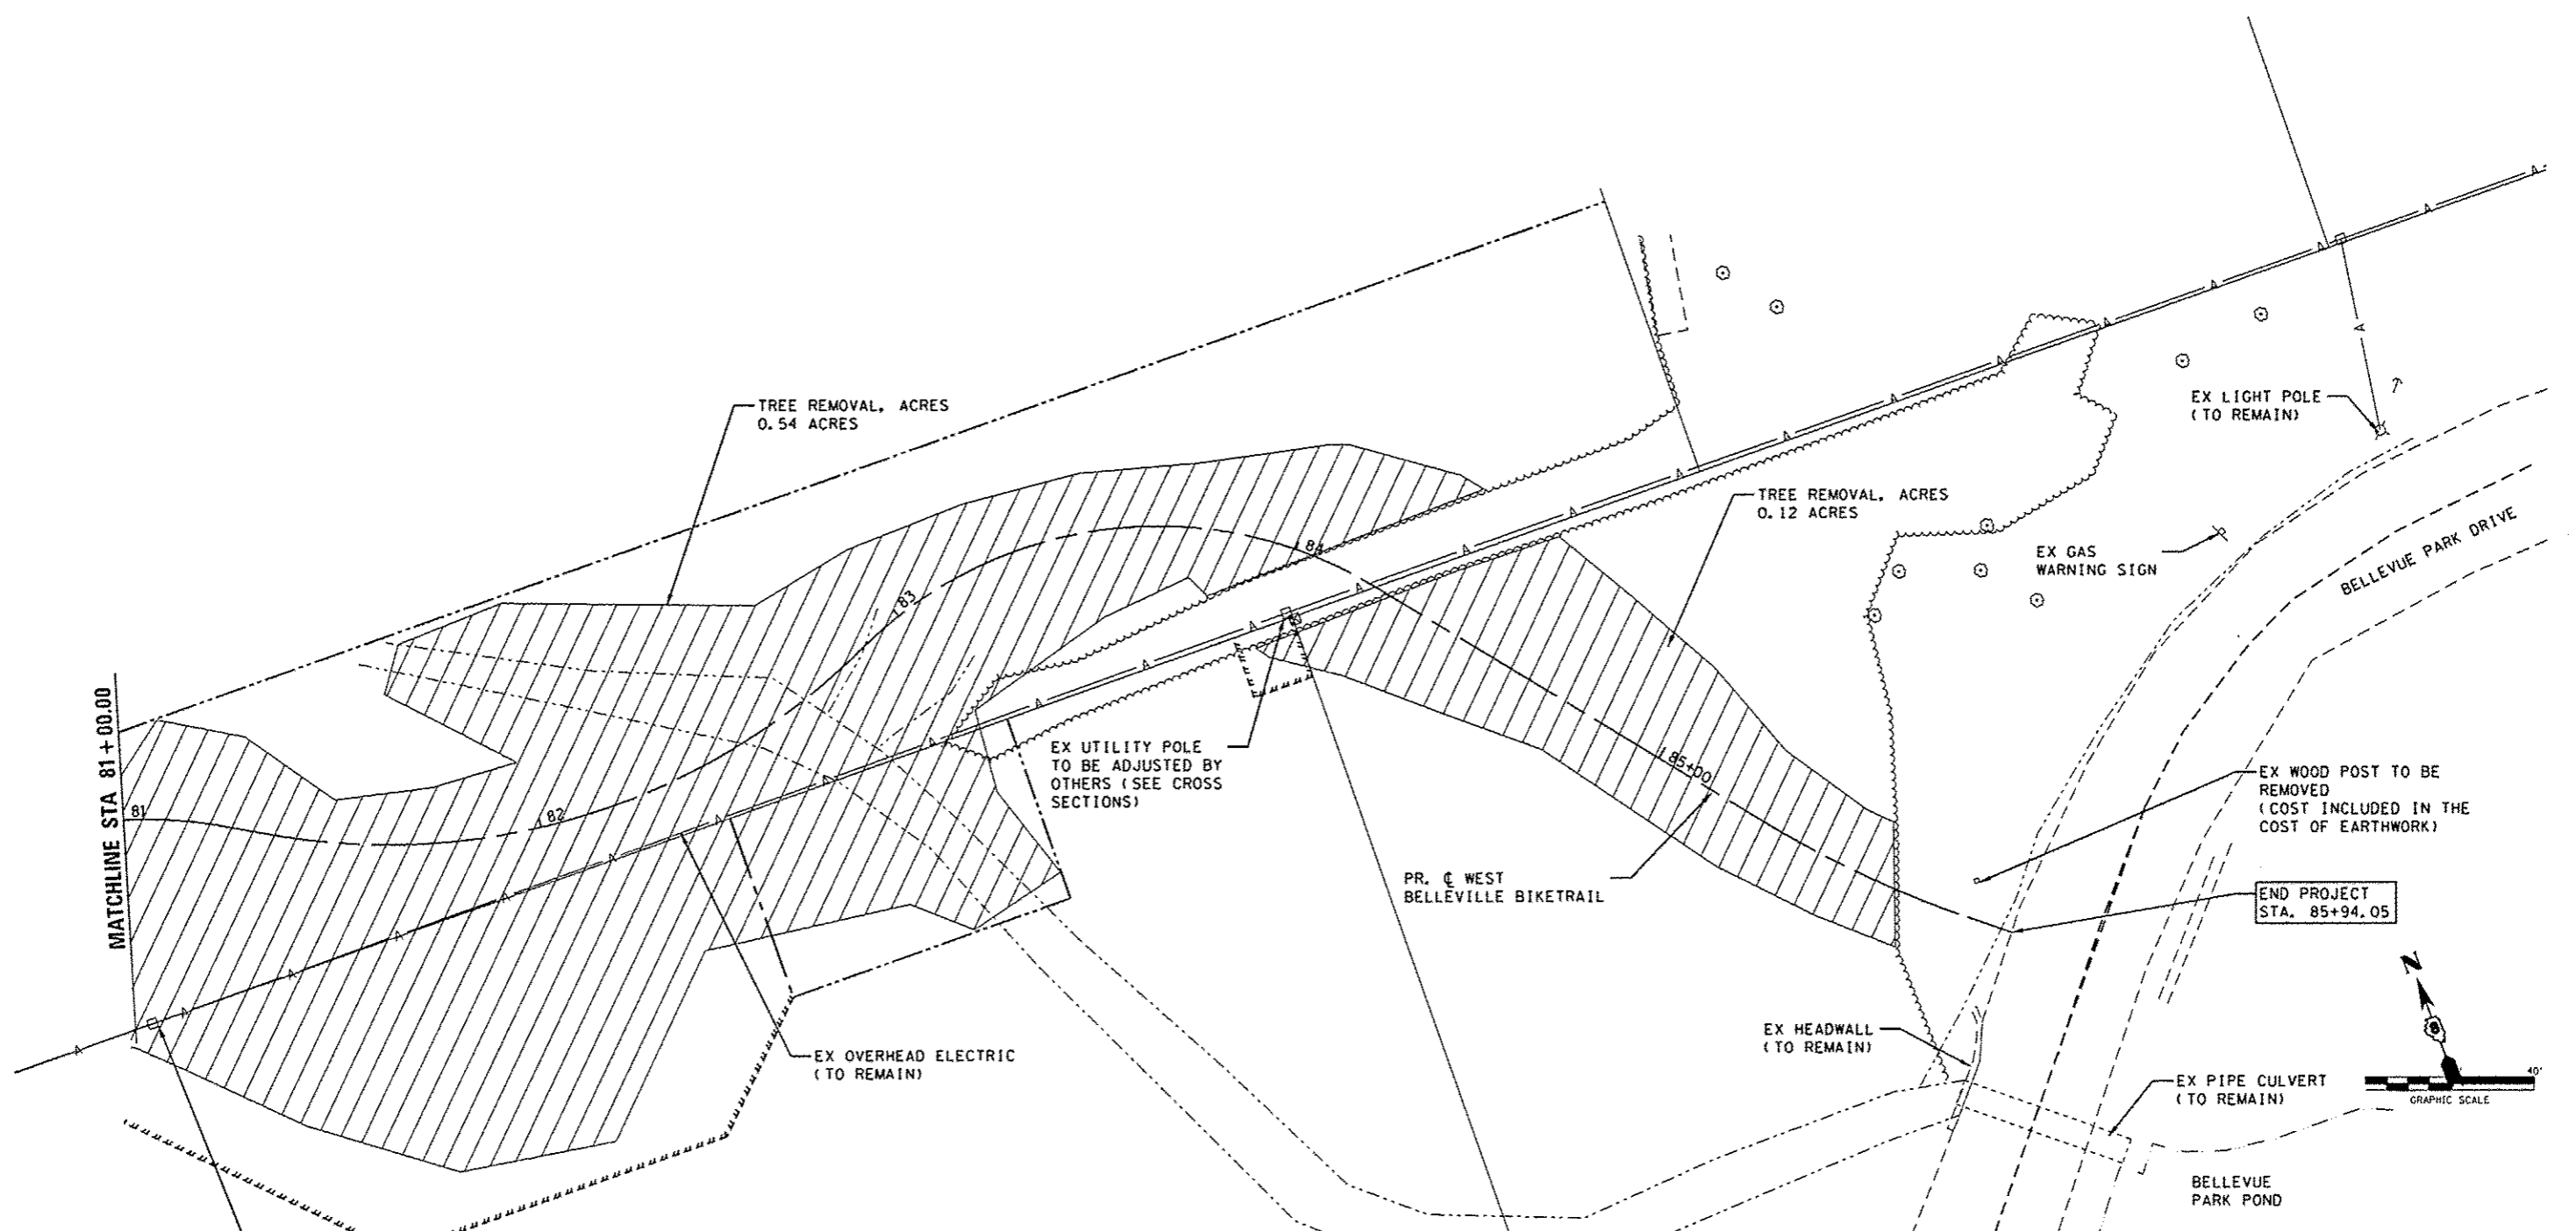 TREE REMOVAL, ACRES
0.54 ACRES
TREE REMOVAL, ACRES
0.12 ACRES
EX LIGHT POLE
(TO REMAIN)
EX GAS
WARNING SIGN
BELLEVUE PARK DRIVE
MATCHLINE STA 81+00.00
81
82
83
84
85+00
EX UTILITY POLE
TO BE ADJUSTED BY
OTHERS (SEE CROSS
SECTIONS)
EX WOOD POST TO BE
REMOVED
(COST INCLUDED IN THE
COST OF EARTHWORK)
PR. ℄ WEST
BELLEVILLE BIKETRAIL
END PROJECT
STA. 85+94.05
N
EX OVERHEAD ELECTRIC
(TO REMAIN)
EX HEADWALL
(TO REMAIN)
EX PIPE CULVERT
(TO REMAIN)
40'
GRAPHIC SCALE
BELLEVUE
PARK POND